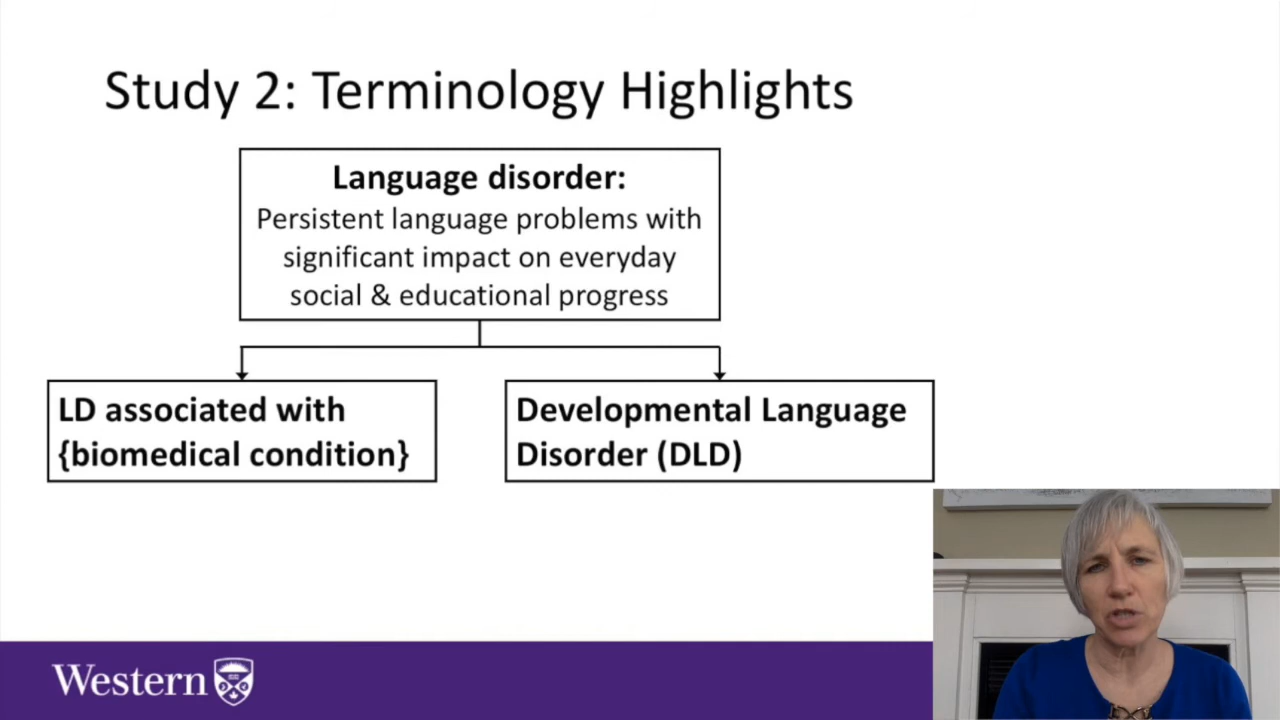 Study 2: Terminology Highlights
Language disorder:
Persistent language problems with
significant impact on everyday
social & educational progress
LD associated with
{biomedical condition}
Developmental Language
Disorder (DLD)
Western